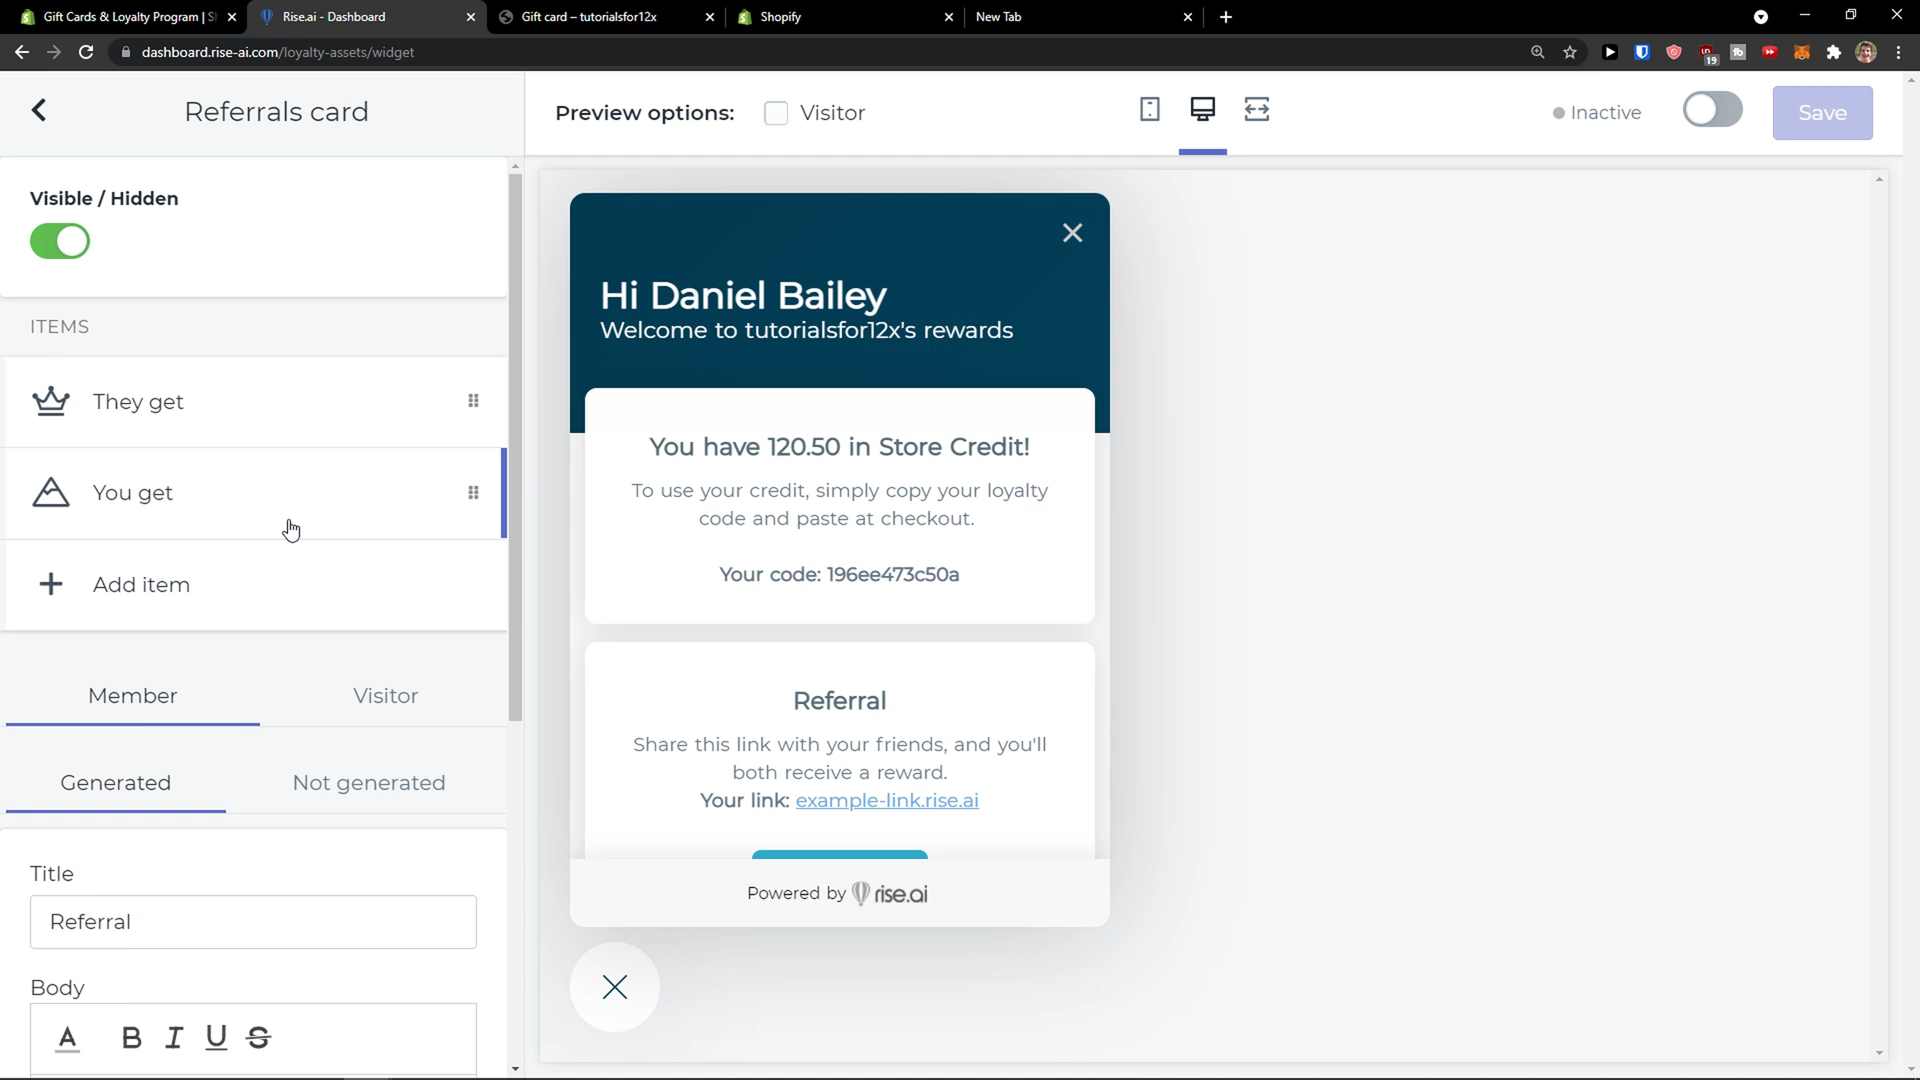 Gift Cards & Loyalty Program | S
Rise.ai - Dashboard
Gift card – tutorialsfor12x
Shopify
New Tab
dashboard.rise-ai.com/loyalty-assets/widget
19
Referrals card
Preview options:
Visitor
Inactive
Save
Visible / Hidden
ITEMS
They get
You get
Add item
Member
Visitor
Generated
Not generated
Title
Referral
Body
A B I U S
Hi Daniel Bailey
Welcome to tutorialsfor12x's rewards
You have 120.50 in Store Credit!
To use your credit, simply copy your loyalty
code and paste at checkout.
Your code: 196ee473c50a
Referral
Share this link with your friends, and you'll
both receive a reward.
Your link: example-link.rise.ai
Powered by rise.ai